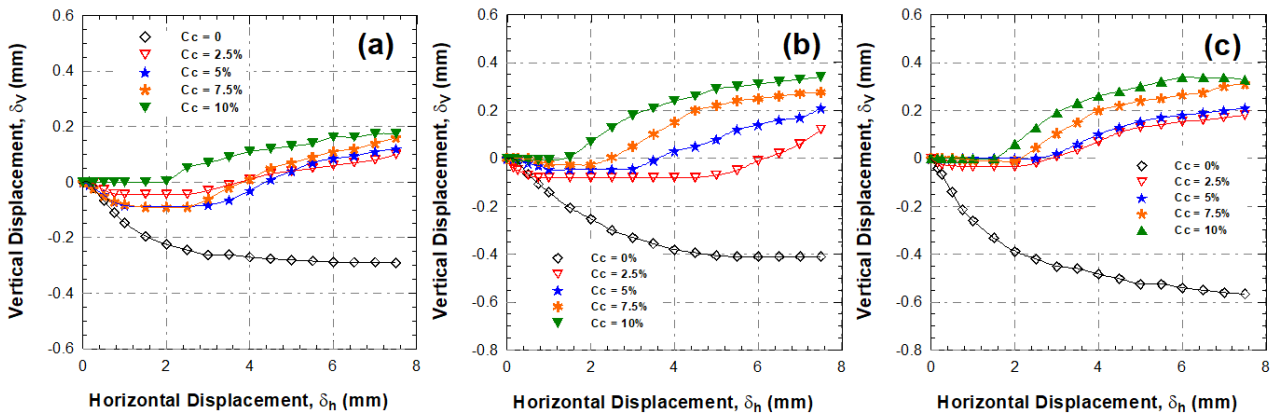 0.6
0.4
0.2
0
-0.2
-0.4
-0.6
0 2 4 6 8
Vertical Displacement, δv (mm)
Horizontal Displacement, δh (mm)
(a)
Cc = 0
Cc = 2.5%
Cc = 5%
Cc = 7.5%
Cc = 10%
0.6
0.4
0.2
0
-0.2
-0.4
-0.6
-0.8
0 2 4 6 8
Vertical Displacement, δv (mm)
Horizontal Displacement, δh (mm)
(b)
Cc = 0%
Cc = 2.5%
Cc = 5%
Cc = 7.5%
Cc = 10%
0.6
0.4
0.2
0
-0.2
-0.4
-0.6
-0.8
0 2 4 6 8
Vertical Displacement, δv (mm)
Horizontal Displacement, δh (mm)
(c)
Cc = 0%
Cc = 2.5%
Cc = 5%
Cc = 7.5%
Cc = 10%